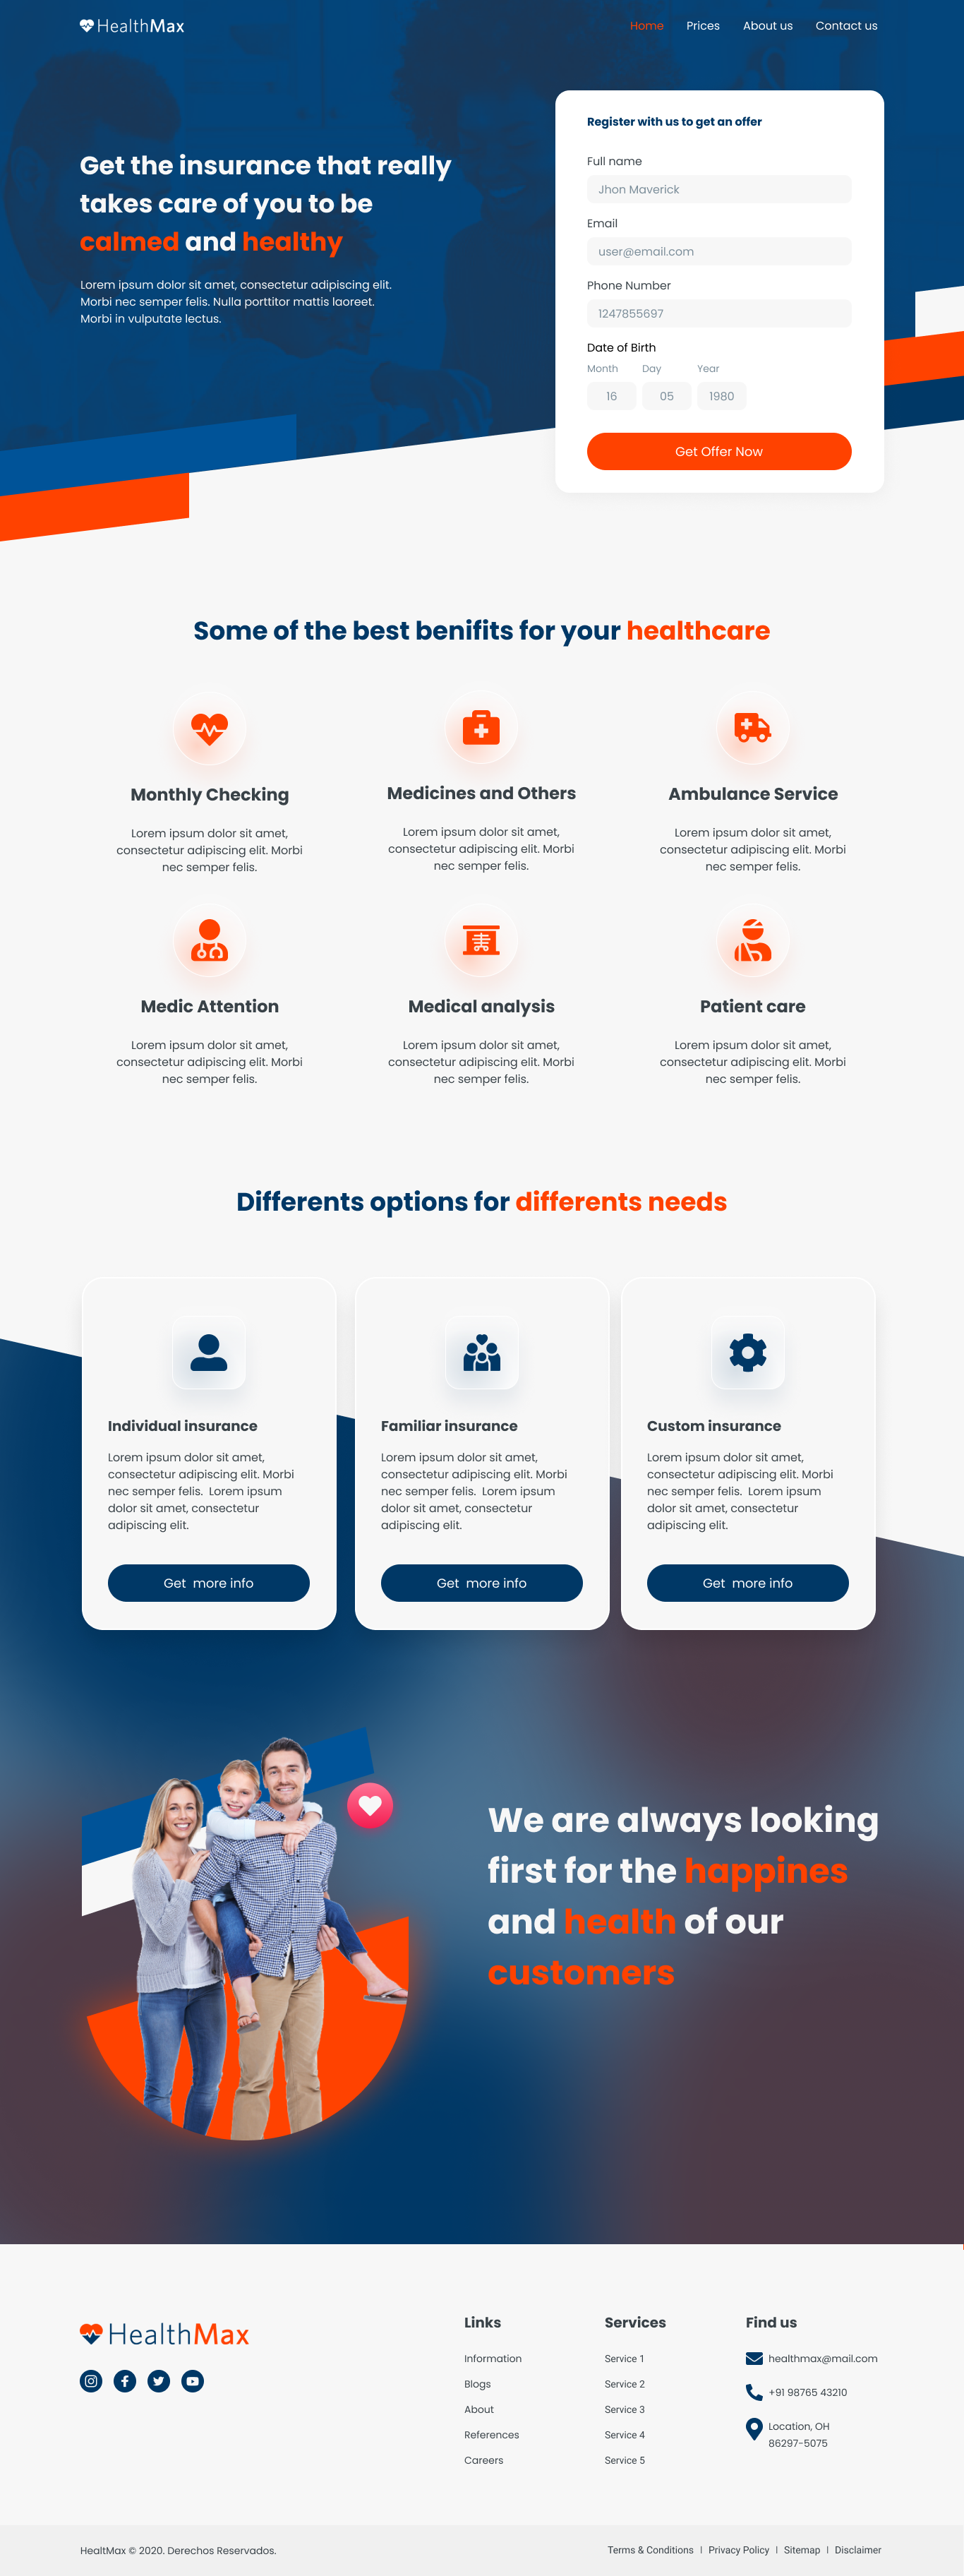 HealthMax
Home Prices About us Contact us
Get the insurance that really
takes care of you to be
calmed and healthy
Lorem ipsum dolor sit amet, consectetur adipiscing elit.
Morbi nec semper felis. Nulla porttitor mattis laoreet.
Morbi in vulputate lectus.
Register with us to get an offer
Full name
Jhon Maverick
Email
user@email.com
Phone Number
1247855697
Date of Birth
Month Day Year
16 05 1980
Get Offer Now
Some of the best benifits for your healthcare
Monthly Checking
Lorem ipsum dolor sit amet,
consectetur adipiscing elit. Morbi
nec semper felis.
Medicines and Others
Lorem ipsum dolor sit amet,
consectetur adipiscing elit. Morbi
nec semper felis.
Ambulance Service
Lorem ipsum dolor sit amet,
consectetur adipiscing elit. Morbi
nec semper felis.
Medic Attention
Lorem ipsum dolor sit amet,
consectetur adipiscing elit. Morbi
nec semper felis.
Medical analysis
Lorem ipsum dolor sit amet,
consectetur adipiscing elit. Morbi
nec semper felis.
Patient care
Lorem ipsum dolor sit amet,
consectetur adipiscing elit. Morbi
nec semper felis.
Differents options for differents needs
Individual insurance
Lorem ipsum dolor sit amet,
consectetur adipiscing elit. Morbi
nec semper felis. Lorem ipsum
dolor sit amet, consectetur
adipiscing elit.
Get more info
Familiar insurance
Lorem ipsum dolor sit amet,
consectetur adipiscing elit. Morbi
nec semper felis. Lorem ipsum
dolor sit amet, consectetur
adipiscing elit.
Get more info
Custom insurance
Lorem ipsum dolor sit amet,
consectetur adipiscing elit. Morbi
nec semper felis. Lorem ipsum
dolor sit amet, consectetur
adipiscing elit.
Get more info
We are always looking
first for the happines
and health of our
customers
HealthMax
Links
Information
Blogs
About
References
Careers
Services
Service 1
Service 2
Service 3
Service 4
Service 5
Find us
healthmax@mail.com
+91 98765 43210
Location, OH
86297-5075
HealtMax © 2020. Derechos Reservados.
Terms & Conditions | Privacy Policy | Sitemap | Disclaimer